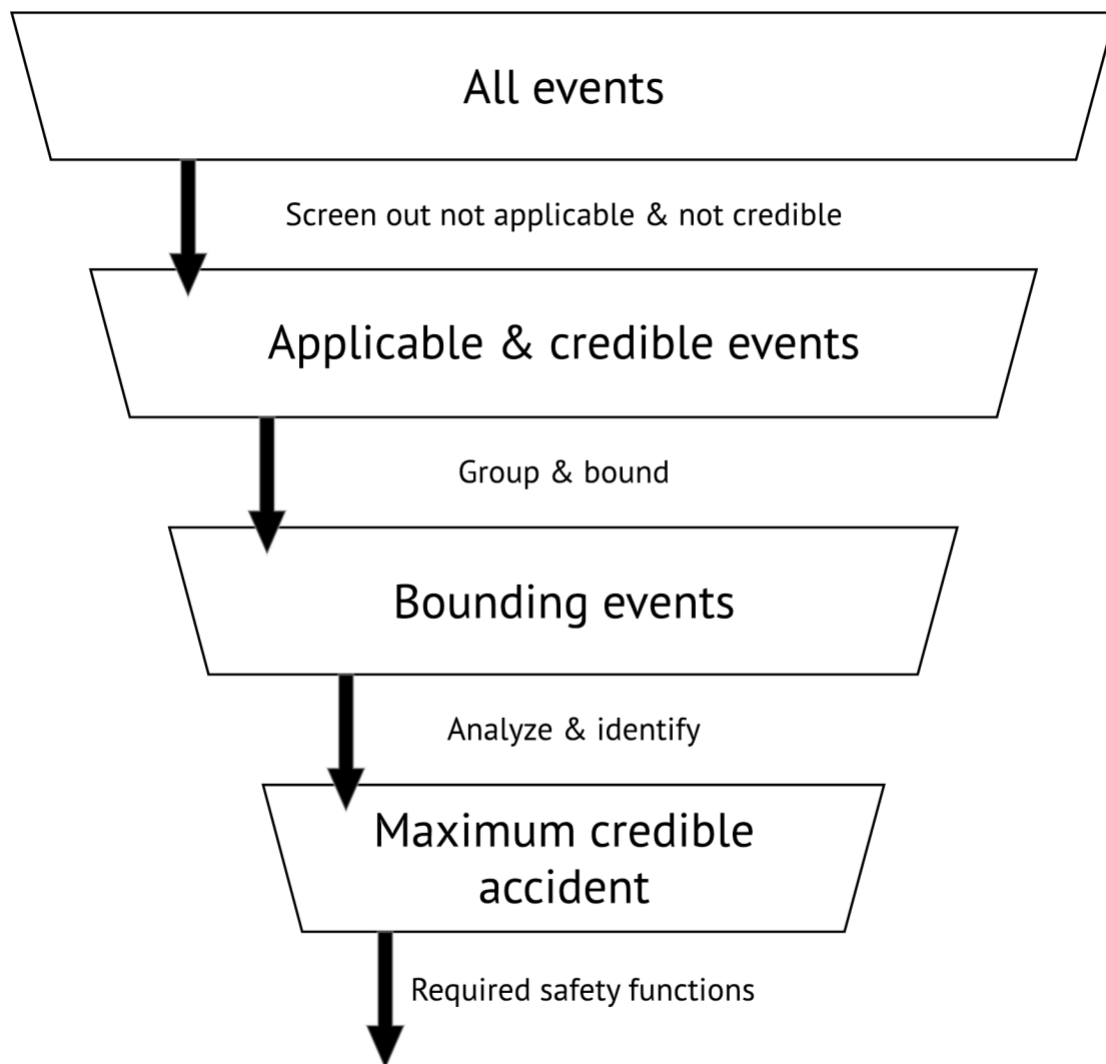 All events
Screen out not applicable & not credible
Applicable & credible events
Group & bound
Bounding events
Analyze & identify
Maximum credible
accident
Required safety functions